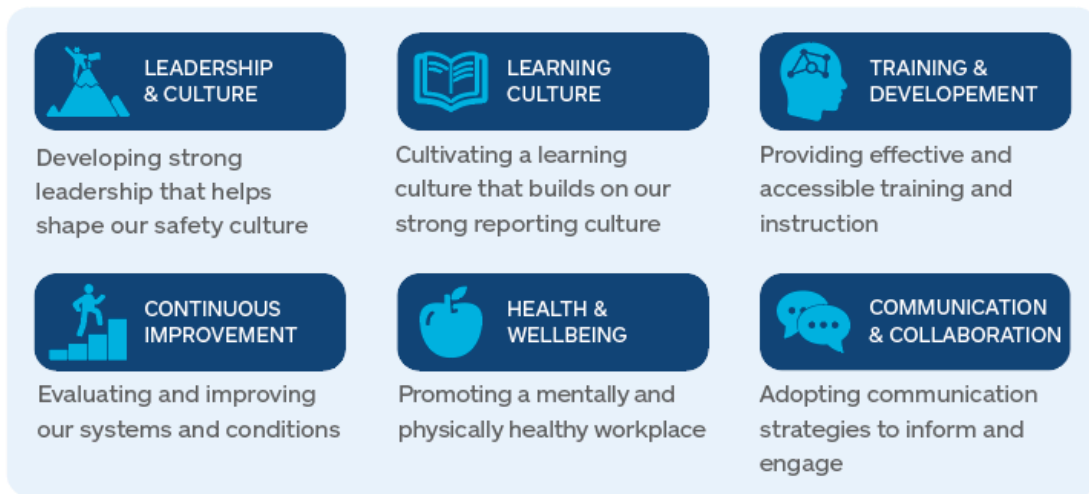 LEADERSHIP
& CULTURE
Developing strong
leadership that helps
shape our safety culture
LEARNING
CULTURE
Cultivating a learning
culture that builds on our
strong reporting culture
TRAINING &
DEVELOPEMENT
Providing effective and
accessible training and
instruction
CONTINUOUS
IMPROVEMENT
Evaluating and improving
our systems and conditions
HEALTH &
WELLBEING
Promoting a mentally and
physically healthy workplace
COMMUNICATION
& COLLABORATION
Adopting communication
strategies to inform and
engage